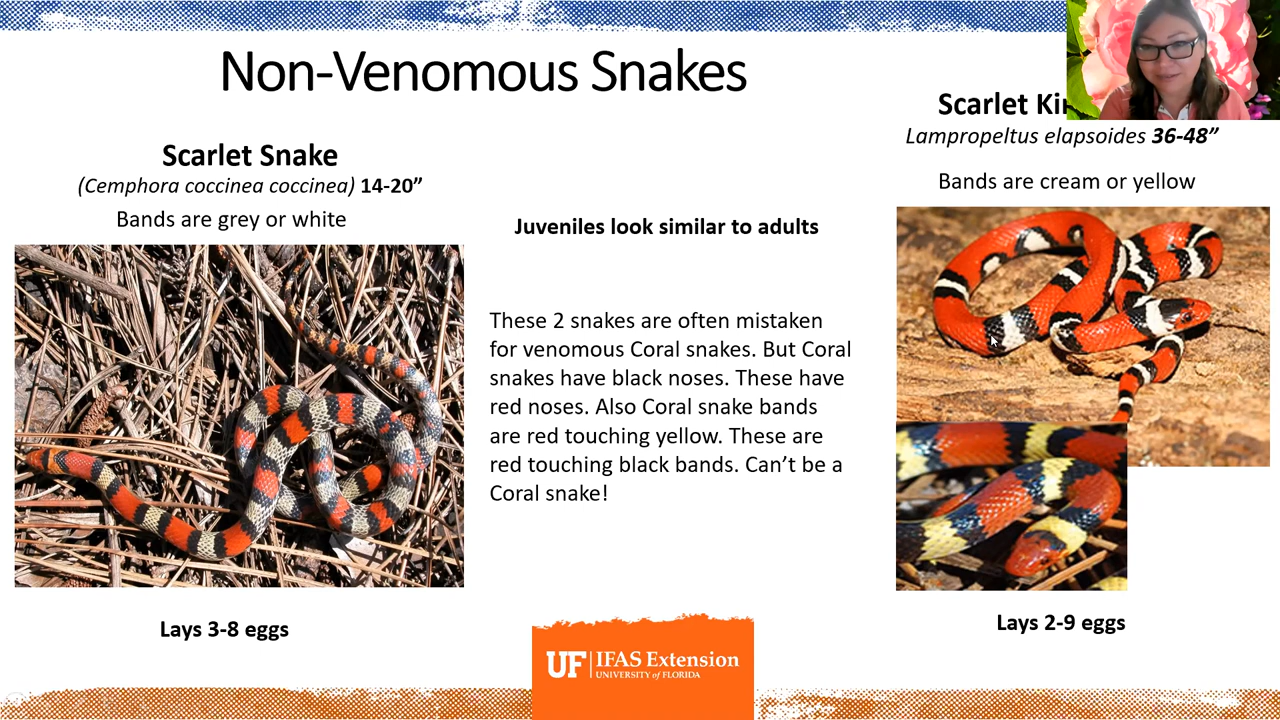 Non-Venomous Snakes
Scarlet Snake
(Cemphora coccinea coccinea) 14-20”
Bands are grey or white
Lays 3-8 eggs
Juveniles look similar to adults
These 2 snakes are often mistaken
for venomous Coral snakes. But Coral
snakes have black noses. These have
red noses. Also Coral snake bands
are red touching yellow. These are
red touching black bands. Can’t be a
Coral snake!
Scarlet
Lampropeltus elapsoides 36-48”
Bands are cream or yellow
Lays 2-9 eggs
UF IFAS Extension
UNIVERSITY of FLORIDA